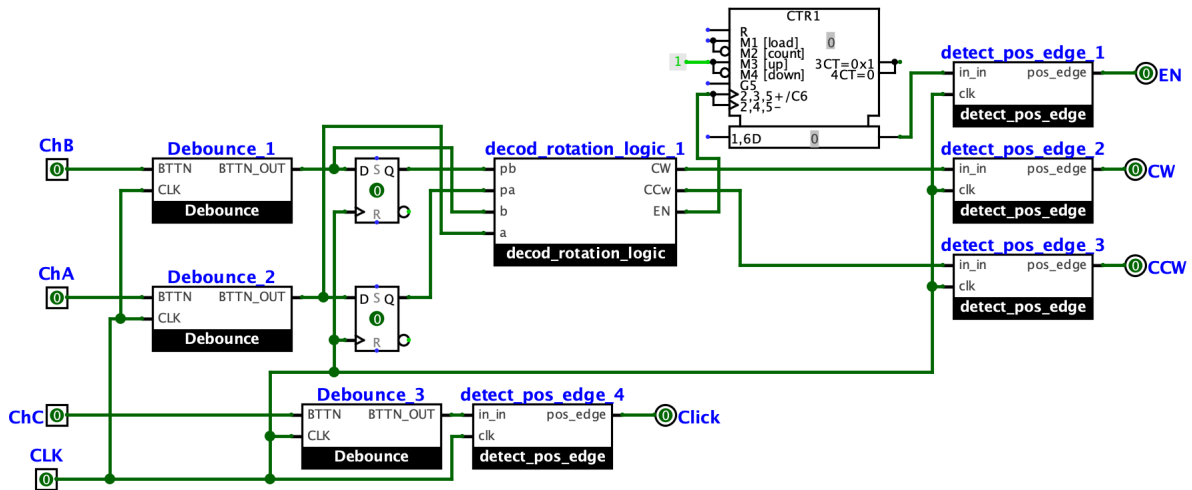 CTR1
R
M1 [load]
0
M2 [count]
M3 [up]
3CT=0x1
M4 [down]
4CT=0
G5
2,3,5+/C6
2,4,5-
1
1,6D
0
detect_pos_edge_1
in_in pos_edge
clk
detect_pos_edge
0 EN
ChB
0
Debounce_1
BTTN BTTN_OUT
CLK
Debounce
D S Q
0
R
decod_rotation_logic_1
pb CW
pa CCw
b EN
a
decod_rotation_logic
detect_pos_edge_2
in_in pos_edge
clk
detect_pos_edge
0 CW
ChA
0
Debounce_2
BTTN BTTN_OUT
CLK
Debounce
D S Q
0
R
detect_pos_edge_3
in_in pos_edge
clk
detect_pos_edge
0 CCW
ChC 0
Debounce_3
BTTN BTTN_OUT
CLK
Debounce
detect_pos_edge_4
in_in pos_edge
clk
detect_pos_edge
0 Click
CLK
0